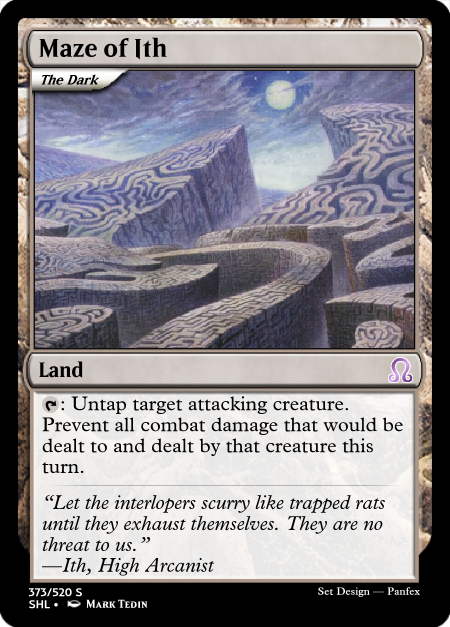 Maze of Ith
The Dark
Land
: Untap target attacking creature.
Prevent all combat damage that would be
dealt to and dealt by that creature this
turn.
“Let the interlopers scurry like trapped rats
until they exhaust themselves. They are no
threat to us.”
—Ith, High Arcanist
373/520 S
Set Design — Panfex
SHL • Mark Tedin